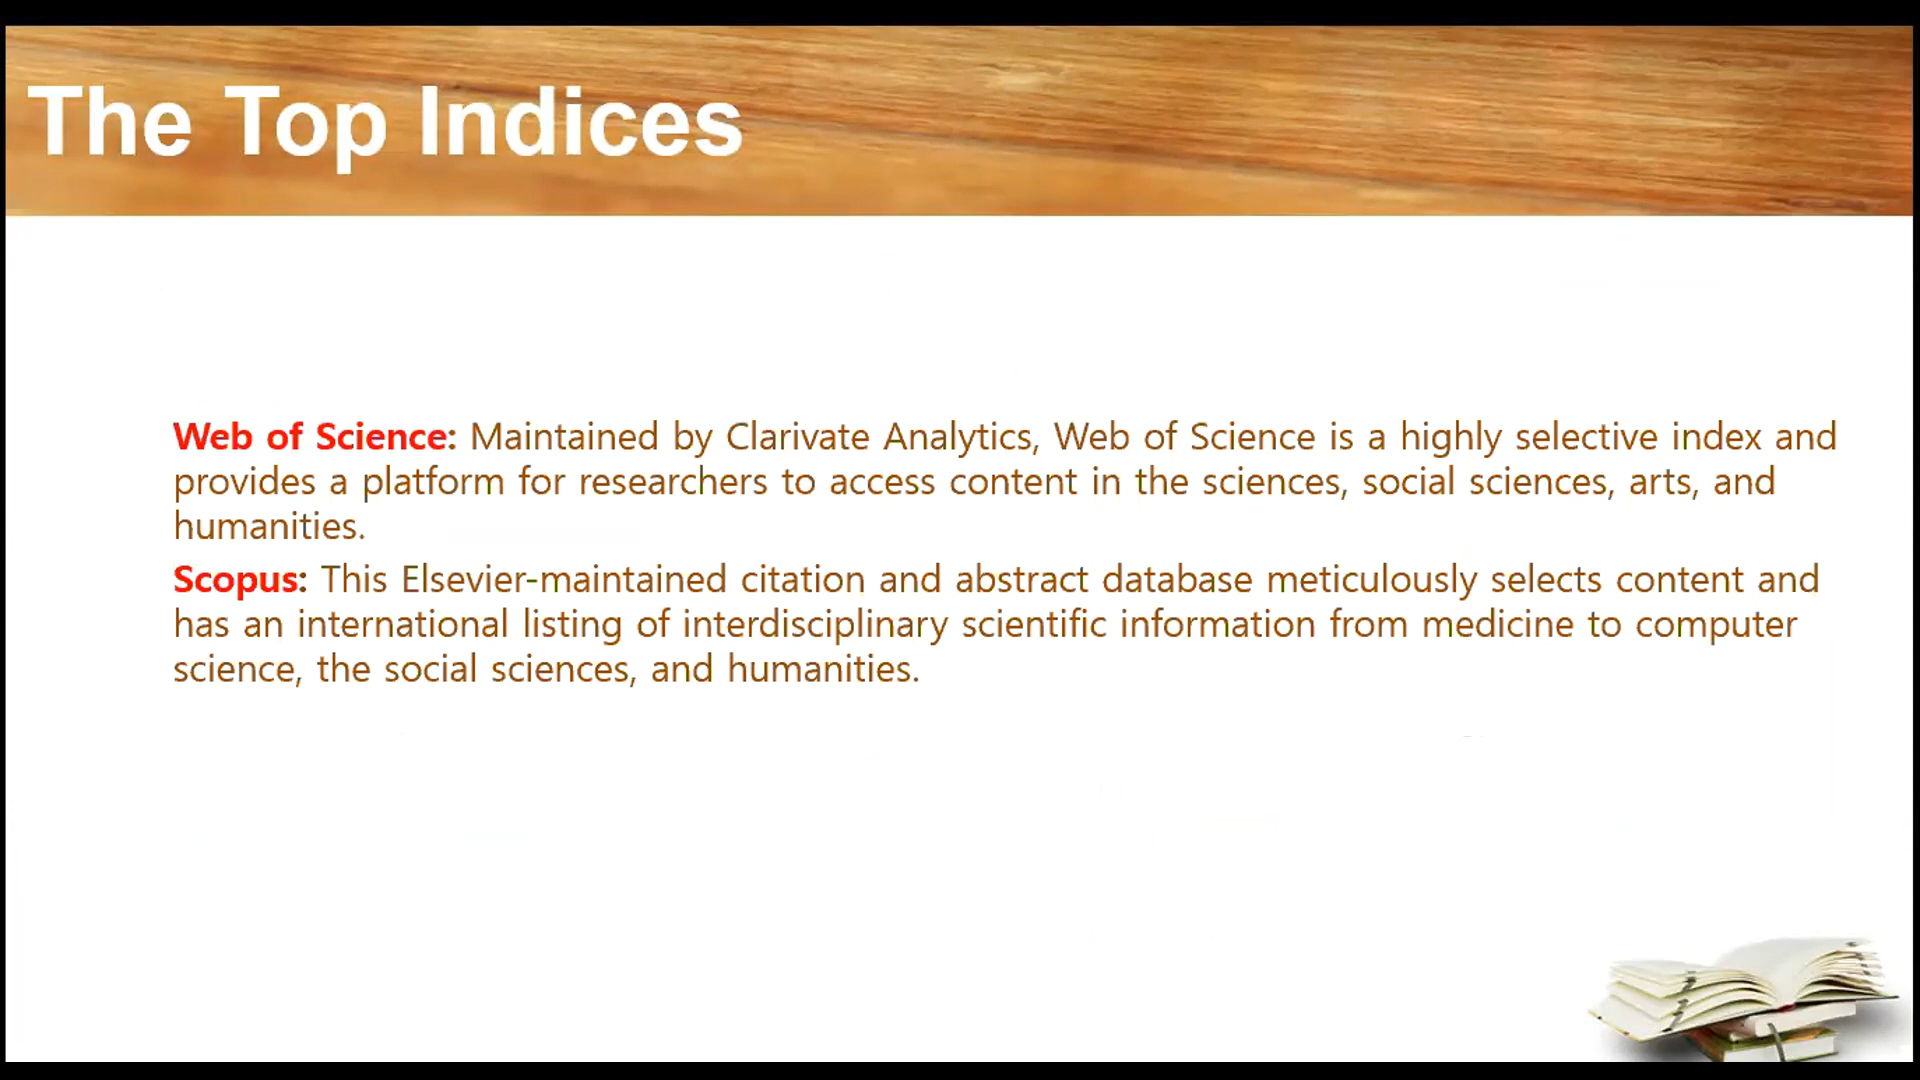 The Top Indices
Web of Science: Maintained by Clarivate Analytics, Web of Science is a highly selective index and
provides a platform for researchers to access content in the sciences, social sciences, arts, and
humanities.
Scopus: This Elsevier-maintained citation and abstract database meticulously selects content and
has an international listing of interdisciplinary scientific information from medicine to computer
science, the social sciences, and humanities.